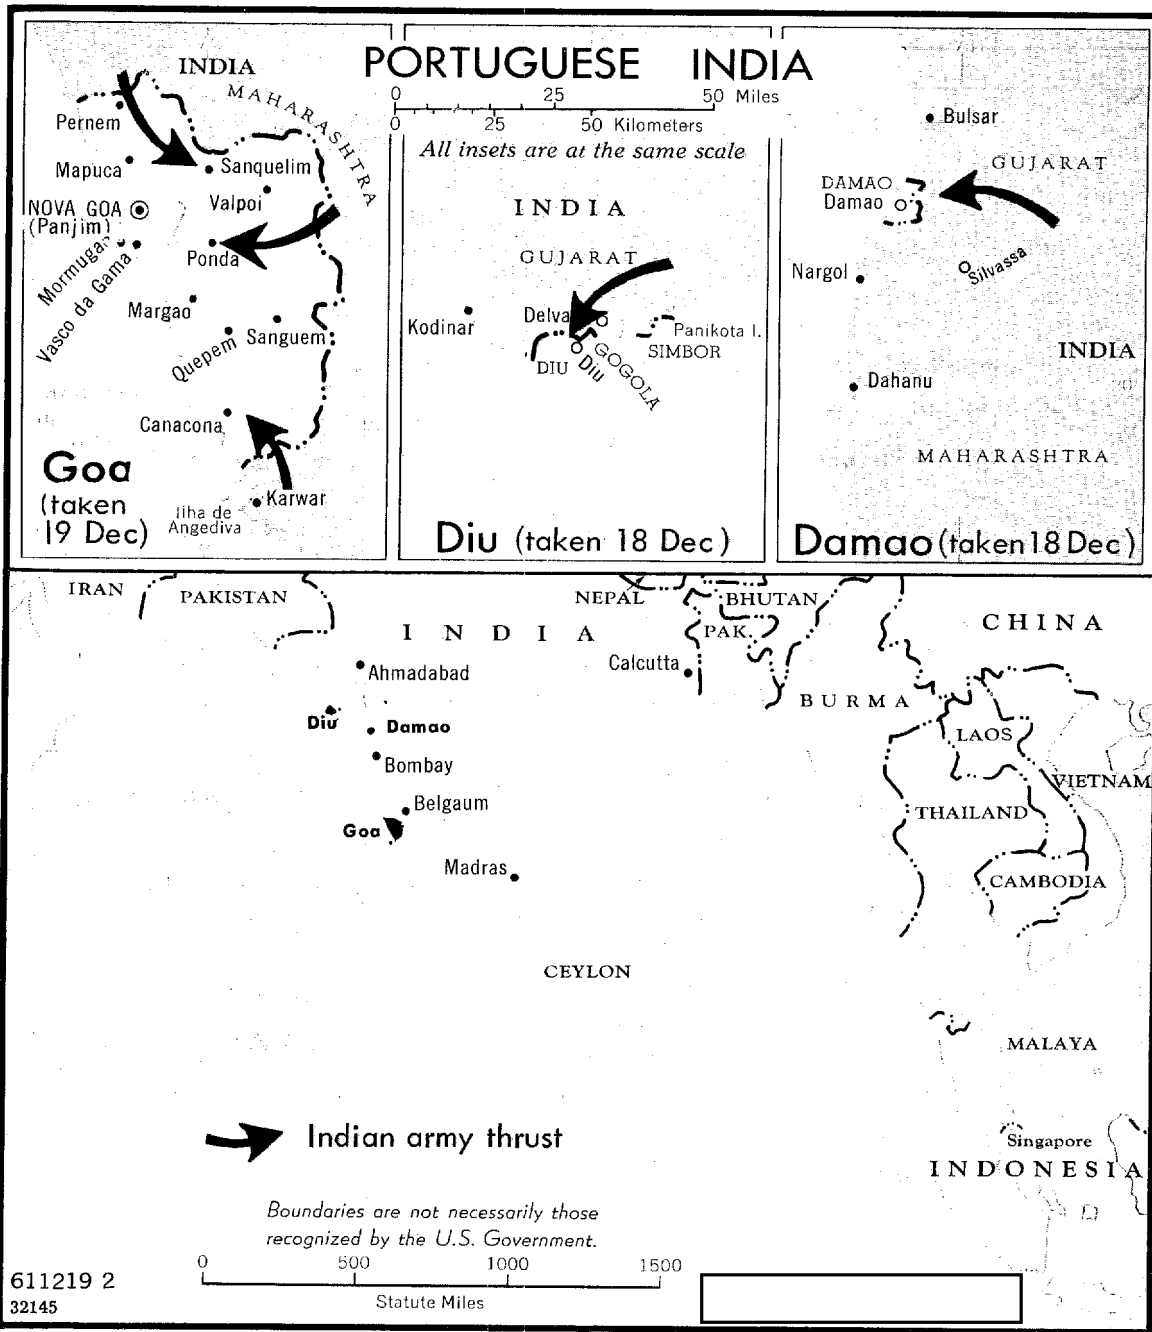 PORTUGUESE INDIA
0 25 50 Miles
0 25 50 Kilometers
All insets are at the same scale
INDIA
MAHARASHTRA
Pernem
Mapuca
Sanquelim
Valpoi
NOVA GOA
(Panjim)
Mormugao
Vasco da Gama
Ponda
Margao
Quepem
Sanguem
Canacona
Karwar
Ilha de
Angediva
Goa
(taken
19 Dec)
INDIA
GUJARAT
Kodinar
Delva
Panikota I.
SIMBOR
DIU
Diu
GOGOLA
Diu (taken 18 Dec)
Bulsar
GUJARAT
DAMAO
Damao
Nargol
Silvassa
INDIA
Dahanu
MAHARASHTRA
Damao (taken 18 Dec)
IRAN
PAKISTAN
NEPAL
BHUTAN
INDIA
PAK.
CHINA
Ahmadabad
Calcutta
BURMA
Diu
Damao
LAOS
Bombay
VIETNAM
Belgaum
THAILAND
Goa
Madras
CAMBODIA
CEYLON
MALAYA
Indian army thrust
Singapore
INDONESIA
Boundaries are not necessarily those
recognized by the U.S. Government.
0 500 1000 1500
Statute Miles
611219 2
32145